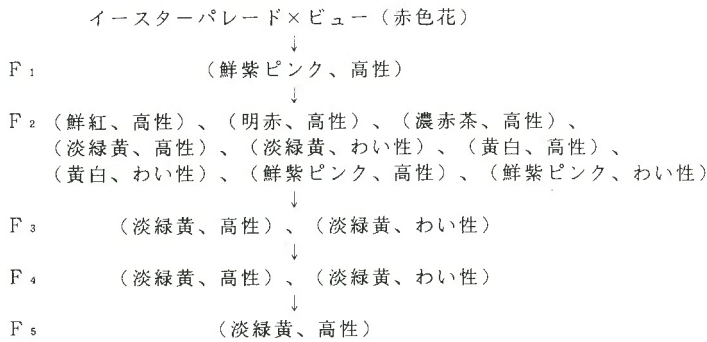 イースターパレード×ビュー(赤色花)
↓
F₁ (鮮紫ピンク、高性)
↓
F₂ (鮮紅、高性)、(明赤、高性)、(濃赤茶、高性)、
(淡緑黄、高性)、(淡緑黄、わい性)、(黄白、高性)、
(黄白、わい性)、(鮮紫ピンク、高性)、(鮮紫ピンク、わい性)
↓
F₃ (淡緑黄、高性)、(淡緑黄、わい性)
↓
F₄ (淡緑黄、高性)、(淡緑黄、わい性)
↓
F₅ (淡緑黄、高性)